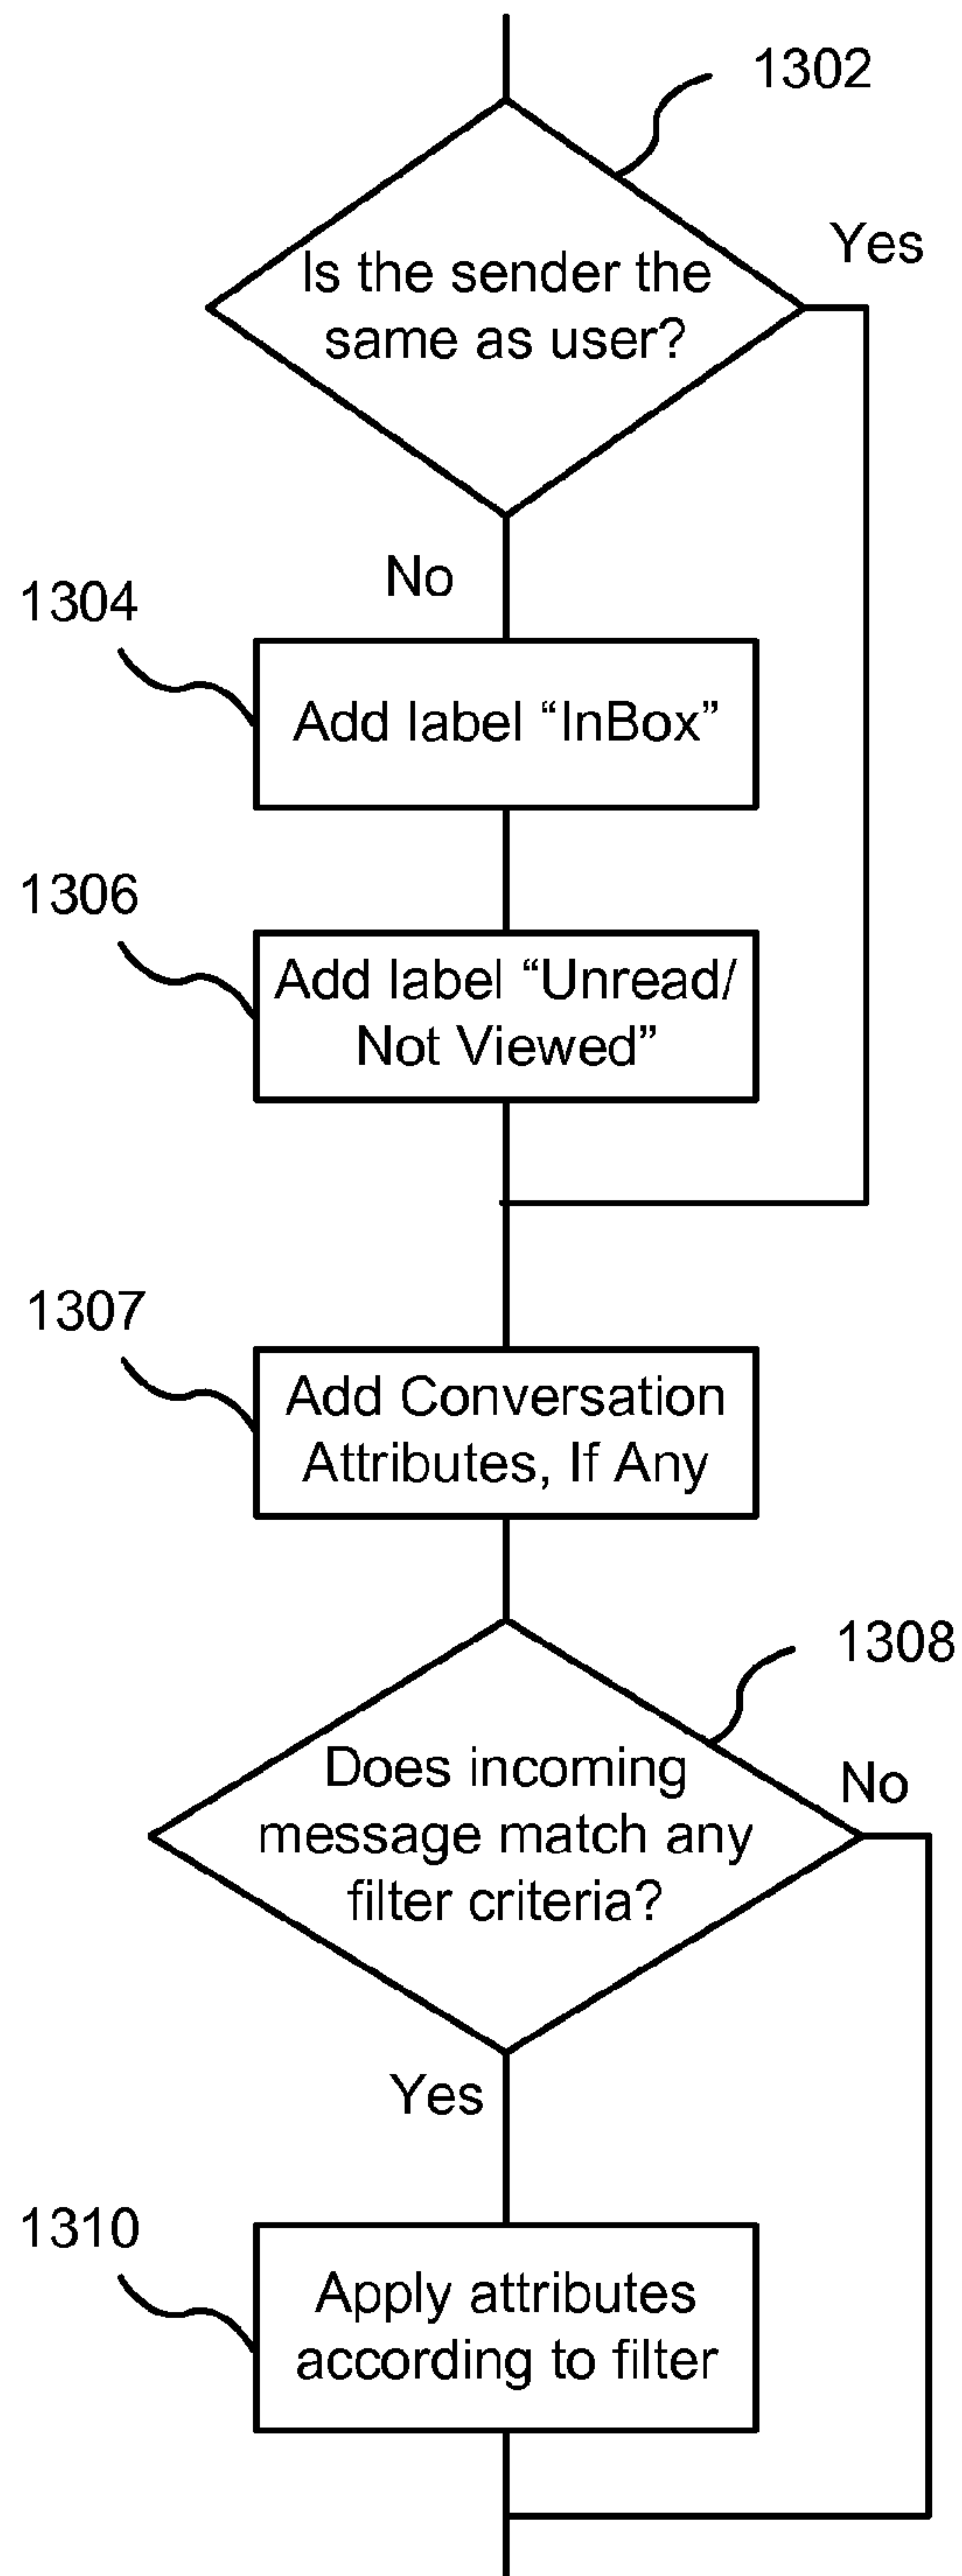 1302
Yes
Is the sender the
same as user?
No
1304
Add label “InBox”
1306
Add label “Unread/
Not Viewed”
1307
Add Conversation
Attributes, If Any
1308
No
Does incoming
message match any
filter criteria?
Yes
1310
Apply attributes
according to filter